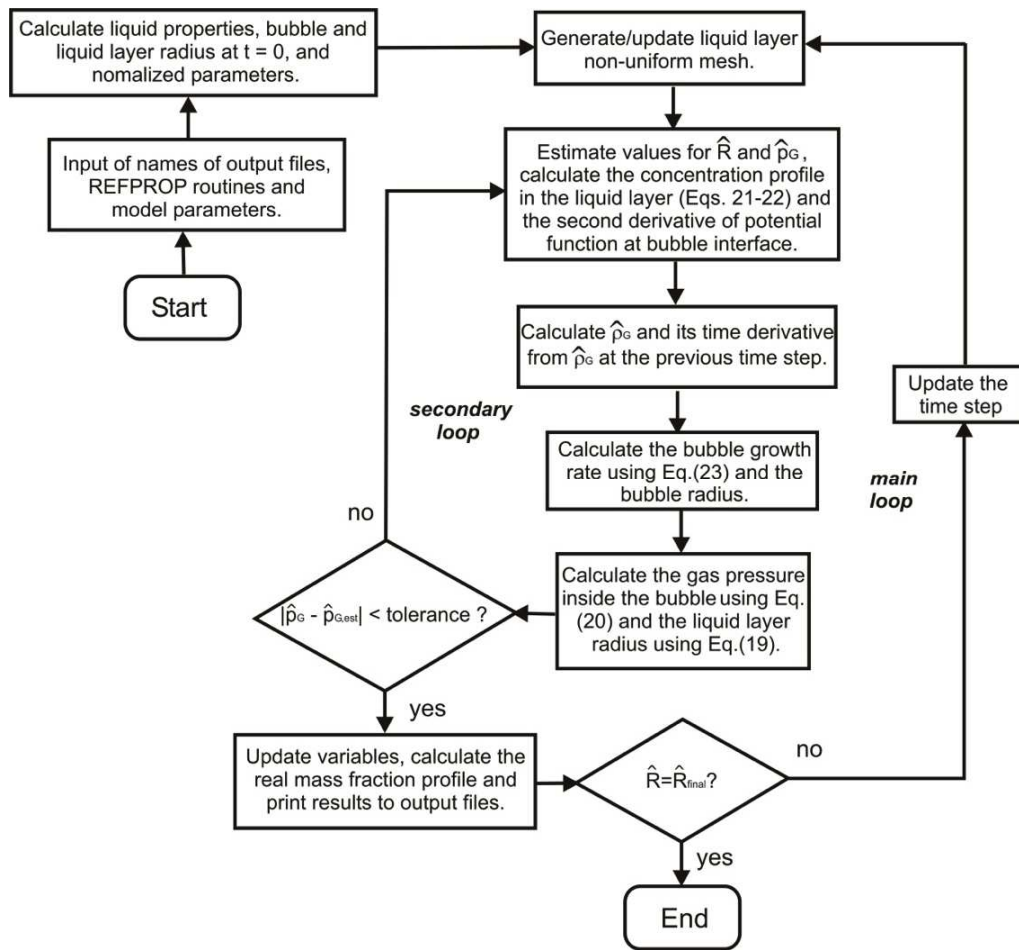 Calculate liquid properties, bubble and
liquid layer radius at t = 0, and
nomalized parameters.
Generate/update liquid layer
non-uniform mesh.
Input of names of output files,
REFPROP routines and
model parameters.
Start
Estimate values for R̂ and p̂G,
calculate the concentration profile
in the liquid layer (Eqs. 21-22) and
the second derivative of potential
function at bubble interface.
Calculate ρ̂G and its time derivative
from ρ̂G at the previous time step.
Update the
time step
secondary
loop
Calculate the bubble growth
rate using Eq.(23) and the
bubble radius.
main
loop
no
Calculate the gas pressure
inside the bubble using Eq.
(20) and the liquid layer
radius using Eq.(19).
|p̂G - p̂G,est| < tolerance ?
yes
Update variables, calculate the
real mass fraction profile and
print results to output files.
R̂=R̂final?
no
yes
End